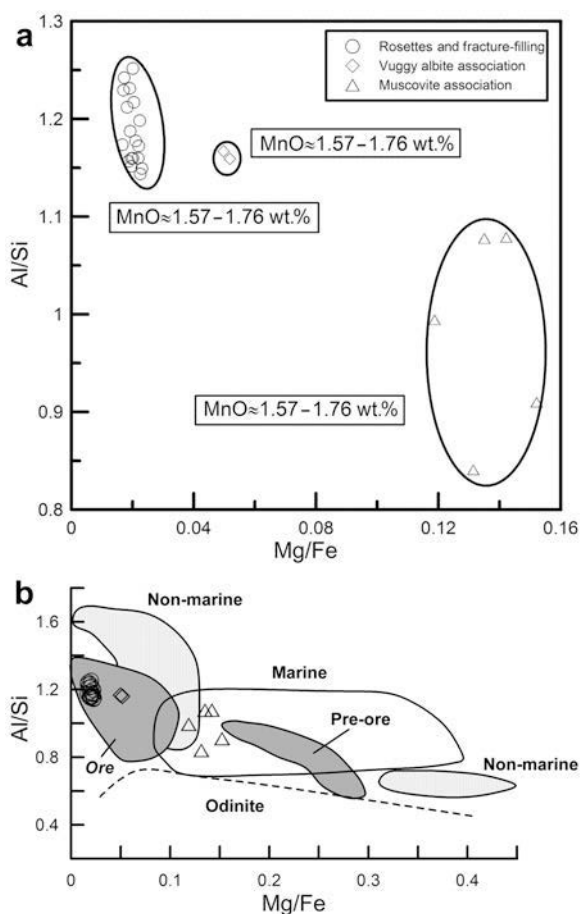 a
1.3
1.2
1.1
1
0.9
0.8
Al/Si
Rosettes and fracture-filling
Vuggy albite association
Muscovite association
MnO≈1.57–1.76 wt.%
MnO≈1.57–1.76 wt.%
MnO≈1.57–1.76 wt.%
0
0.04
0.08
0.12
0.16
Mg/Fe
b
1.6
1.2
0.8
0.4
Al/Si
Non-marine
Marine
Pre-ore
Ore
Non-marine
Odinite
0
0.1
0.2
0.3
0.4
Mg/Fe